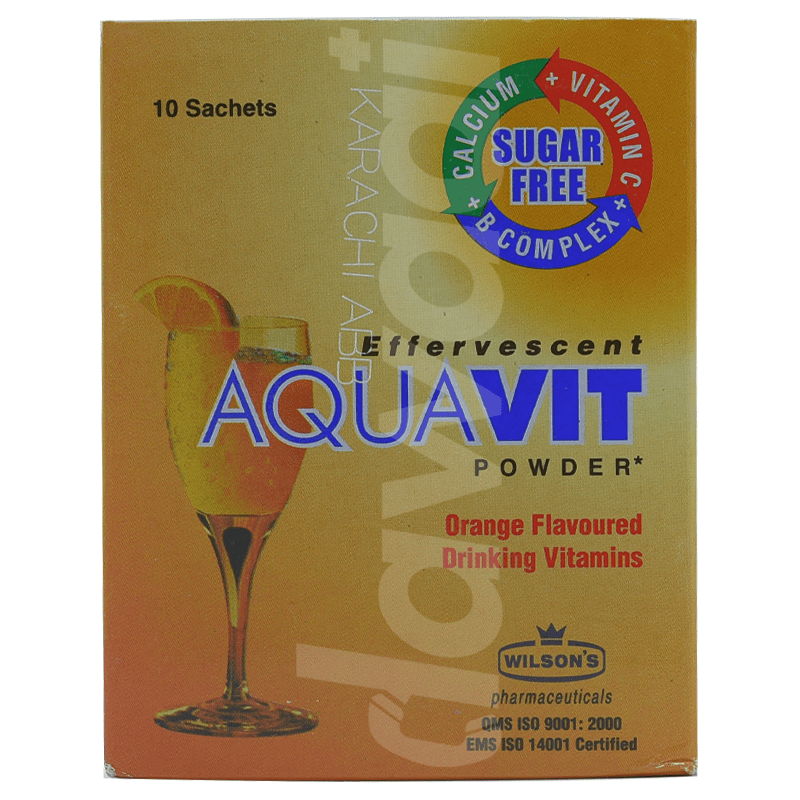 10 Sachets
CALCIUM + VITAMIN C + B COMPLEX +
SUGAR
FREE
KARACHI ABB
dawaai
Effervescent
AQUAVIT
POWDER*
Orange Flavoured
Drinking Vitamins
WILSON'S
pharmaceuticals
QMS ISO 9001: 2000
EMS ISO 14001 Certified